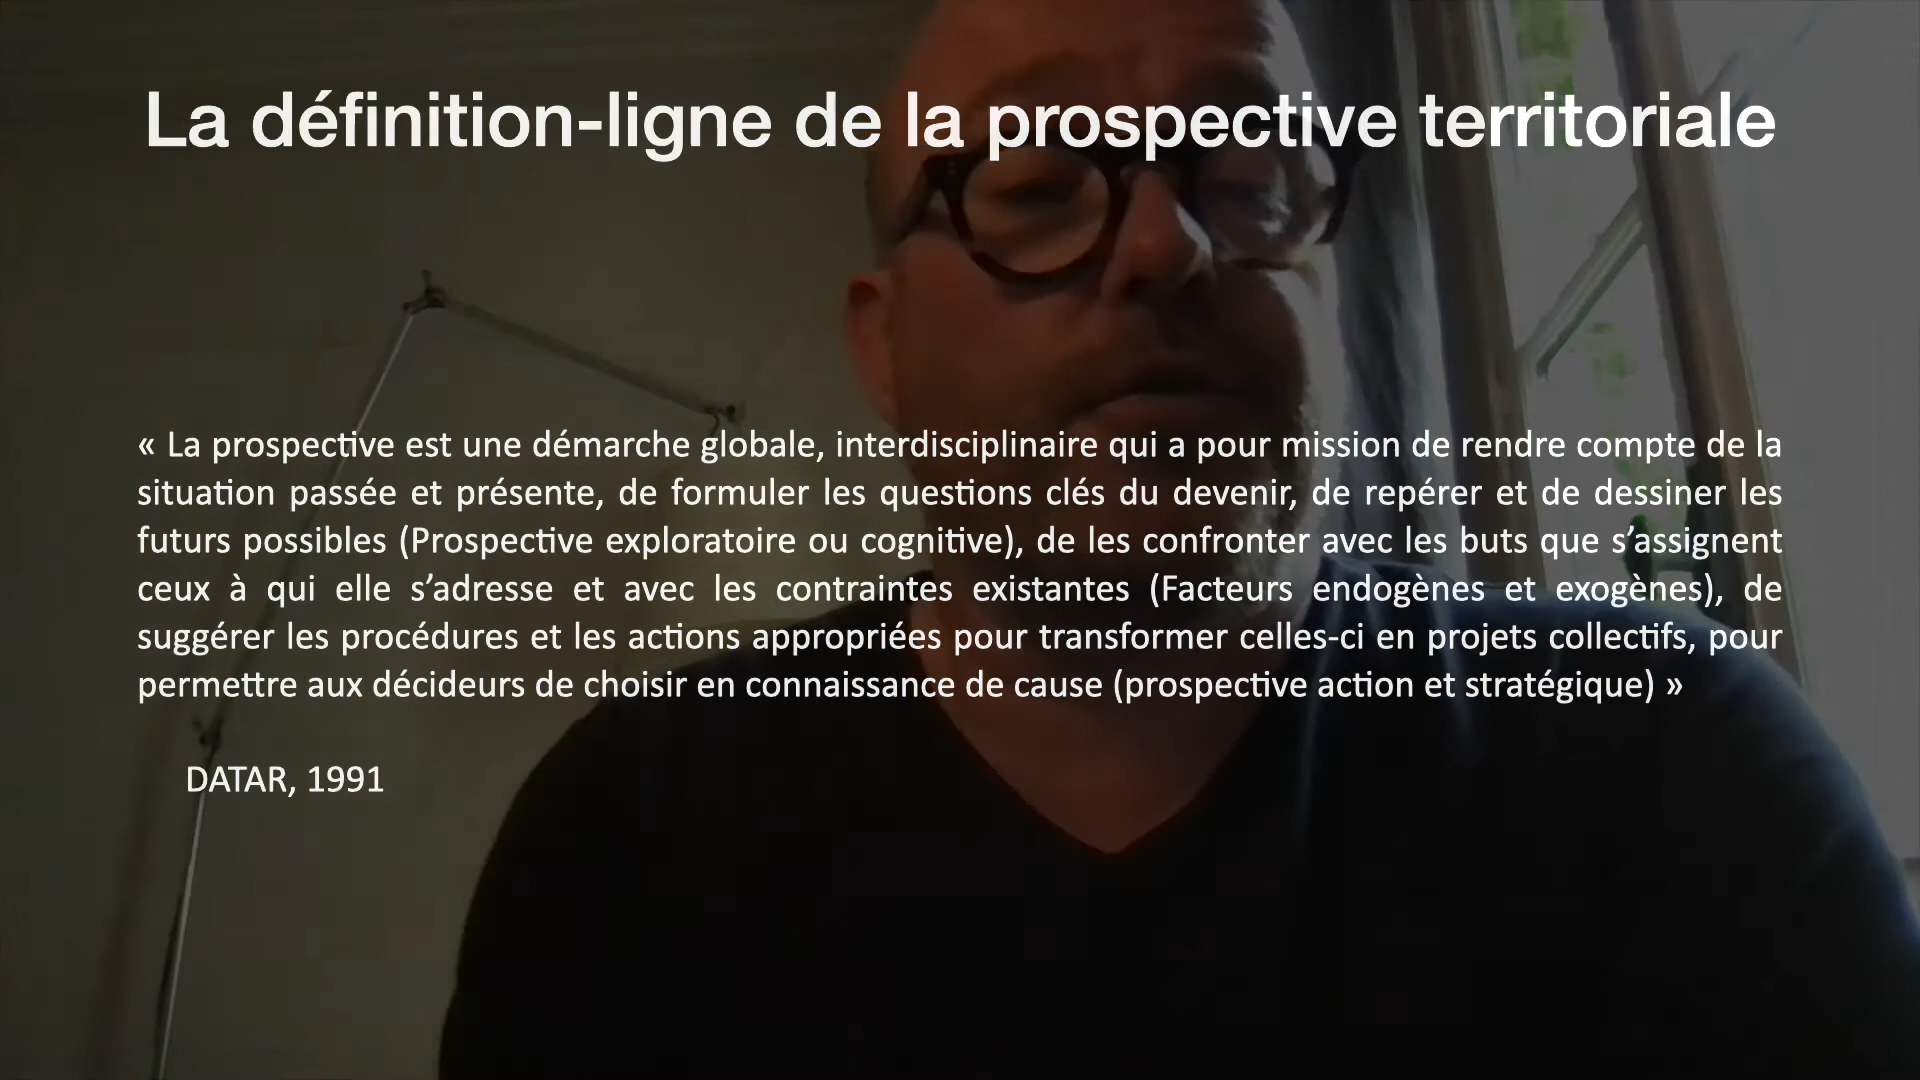 La définition-ligne de la prospective territoriale
« La prospective est une démarche globale, interdisciplinaire qui a pour mission de rendre compte de la
situation passée et présente, de formuler les questions clés du devenir, de repérer et de dessiner les
futurs possibles (Prospective exploratoire ou cognitive), de les confronter avec les buts que s’assignent
ceux à qui elle s’adresse et avec les contraintes existantes (Facteurs endogènes et exogènes), de
suggérer les procédures et les actions appropriées pour transformer celles-ci en projets collectifs, pour
permettre aux décideurs de choisir en connaissance de cause (prospective action et stratégique) »
DATAR, 1991